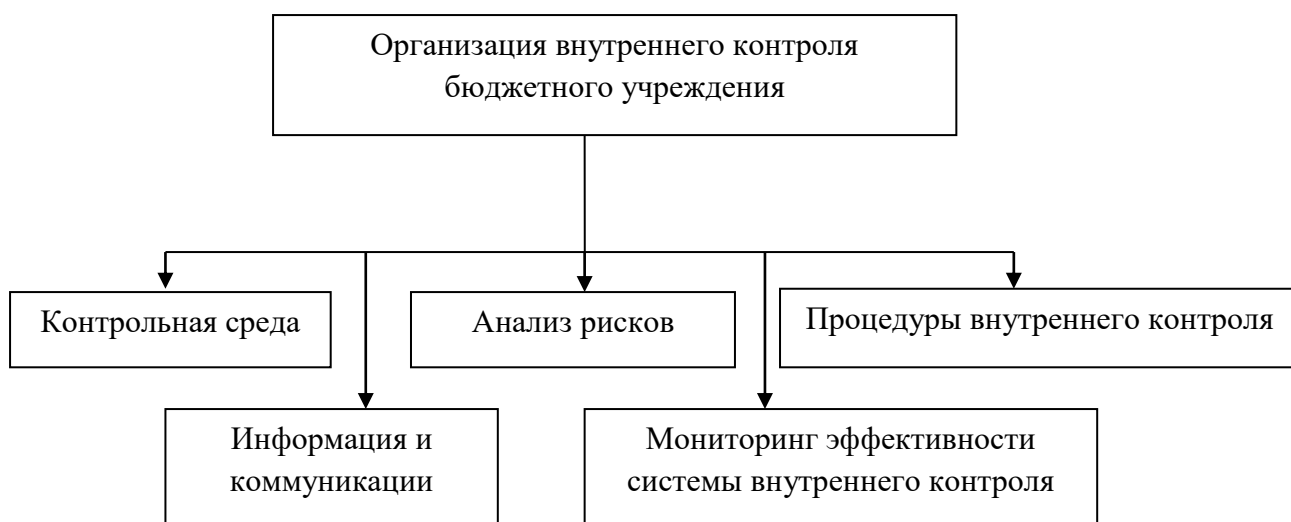 Организация внутреннего контроля
бюджетного учреждения
Контрольная среда
Анализ рисков
Процедуры внутреннего контроля
Информация и
коммуникации
Мониторинг эффективности
системы внутреннего контроля